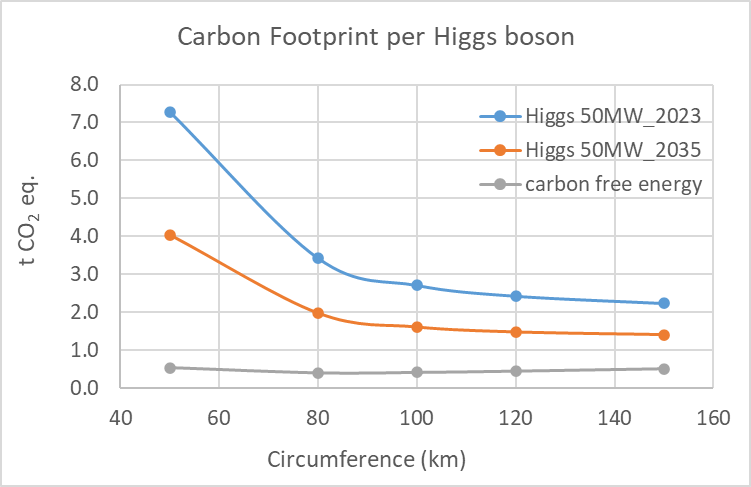 Carbon Footprint per Higgs boson
8.0
7.0
6.0
5.0
4.0
3.0
2.0
1.0
0.0
t CO₂ eq.
Higgs 50MW_2023
Higgs 50MW_2035
carbon free energy
40 60 80 100 120 140 160
Circumference (km)